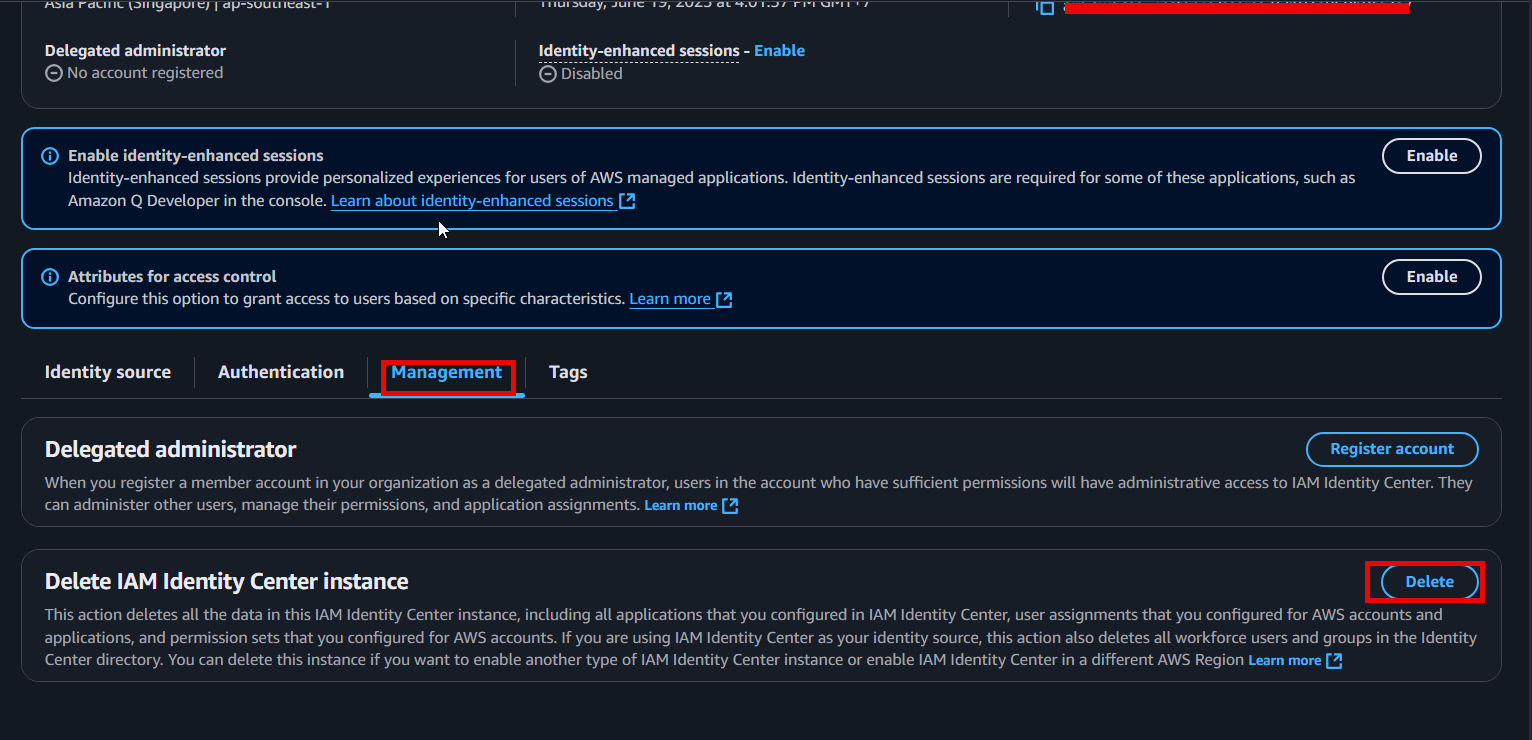 Asia Pacific (Singapore) | ap-southeast-1
Thursday, June 19, 2025 at 4:01:37 PM GMT+7
Delegated administrator
No account registered
Identity-enhanced sessions - Enable
Disabled
Enable identity-enhanced sessions
Enable
Identity-enhanced sessions provide personalized experiences for users of AWS managed applications. Identity-enhanced sessions are required for some of these applications, such as
Amazon Q Developer in the console. Learn about identity-enhanced sessions
Attributes for access control
Enable
Configure this option to grant access to users based on specific characteristics. Learn more
Identity source
Authentication
Management
Tags
Delegated administrator
Register account
When you register a member account in your organization as a delegated administrator, users in the account who have sufficient permissions will have administrative access to IAM Identity Center. They
can administer other users, manage their permissions, and application assignments. Learn more
Delete IAM Identity Center instance
Delete
This action deletes all the data in this IAM Identity Center instance, including all applications that you configured in IAM Identity Center, user assignments that you configured for AWS accounts and
applications, and permission sets that you configured for AWS accounts. If you are using IAM Identity Center as your identity source, this action also deletes all workforce users and groups in the Identity
Center directory. You can delete this instance if you want to enable another type of IAM Identity Center instance or enable IAM Identity Center in a different AWS Region Learn more